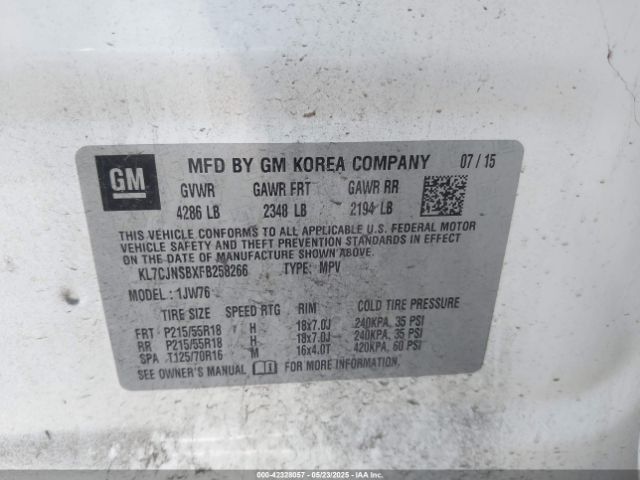 GM
MFD BY GM KOREA COMPANY 07 / 15
GVWR GAWR FRT GAWR RR
4286 LB 2348 LB 2194 LB
THIS VEHICLE CONFORMS TO ALL APPLICABLE U.S. FEDERAL MOTOR
VEHICLE SAFETY AND THEFT PREVENTION STANDARDS IN EFFECT
ON THE DATE OF MANUFACTURE SHOWN ABOVE.
KL7CJNSBXFB258266 TYPE: MPV
MODEL : 1JW76
TIRE SIZE SPEED RTG RIM COLD TIRE PRESSURE
FRT P215/55R18 H 18x7.0J 240KPA, 35 PSI
RR P215/55R18 H 18x7.0J 240KPA, 35 PSI
SPA T125/70R16 M 16x4.0T 420KPA, 60 PSI
SEE OWNER'S MANUAL FOR MORE INFORMATION
000-42328057 - 05/23/2025 - IAAI.COM